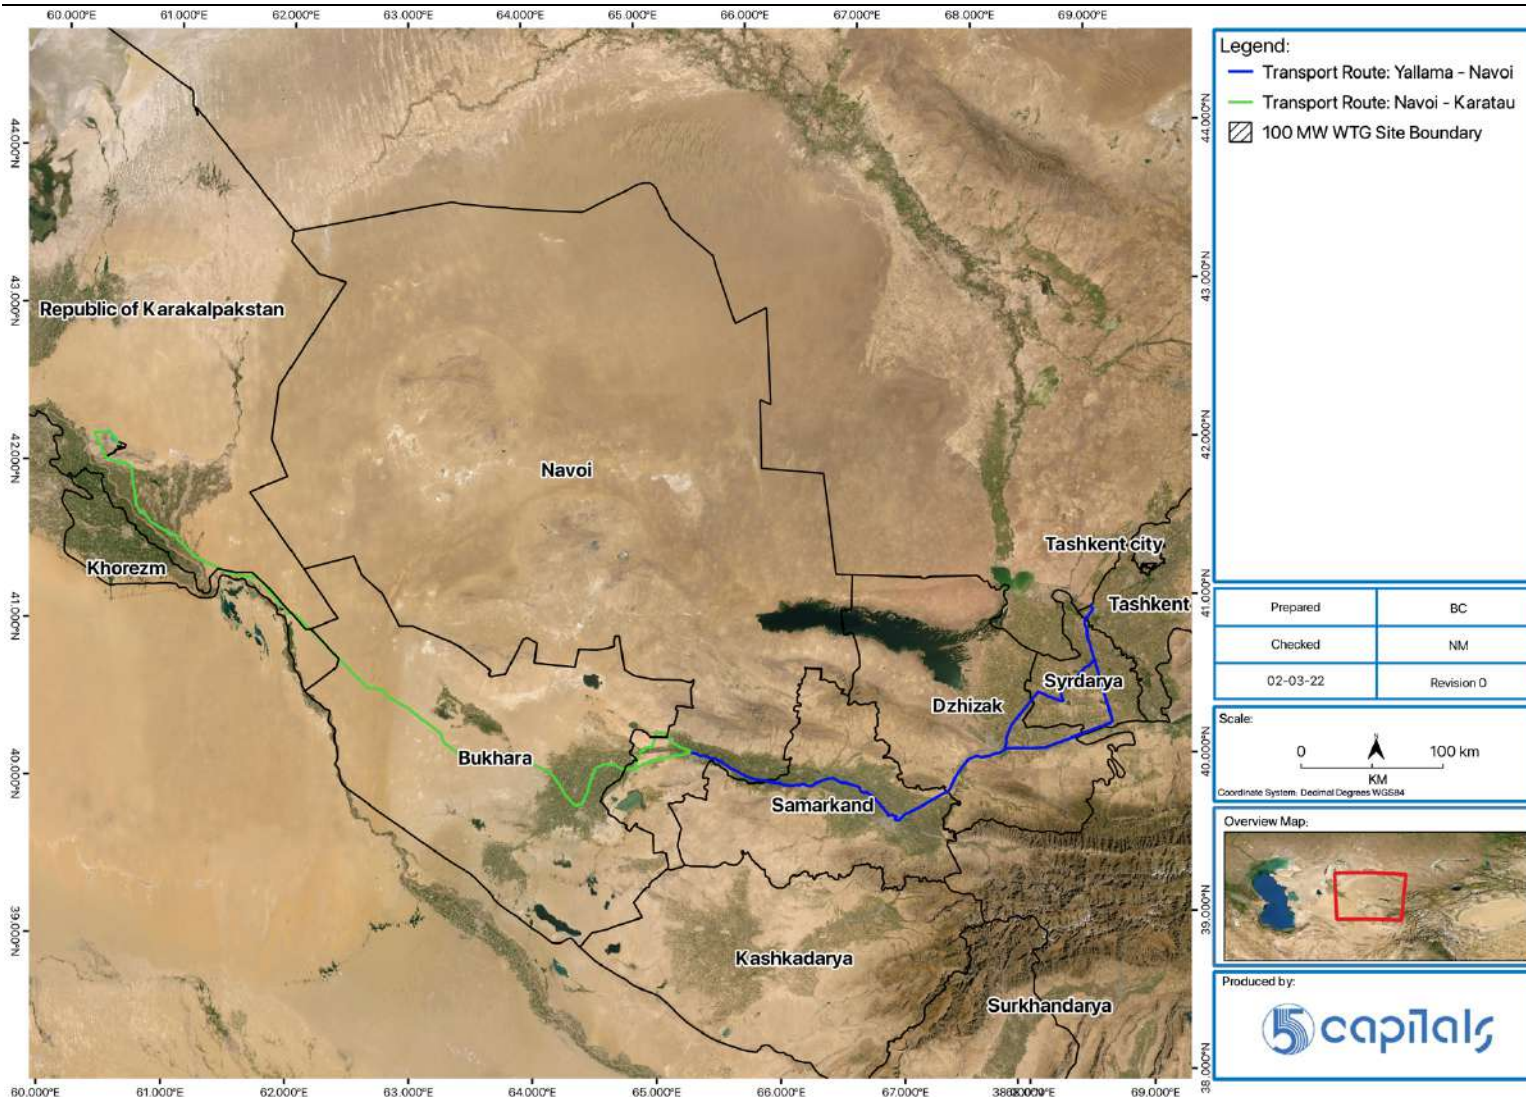 60.000°E 61.000°E 62.000°E 63.000°E 64.000°E 65.000°E 66.000°E 67.000°E 68.000°E 69.000°E
44.000°N
43.000°N
42.000°N
41.000°N
40.000°N
39.000°N
Republic of Karakalpakstan
Navoi
Khorezm
Tashkent city
Tashkent
Syrdarya
Dzhizak
Bukhara
Samarkand
Kashkadarya
Surkhandarya
44.000°N
43.000°N
42.000°N
41.000°N
40.000°N
39.000°N
38.000°N
60.000°E 61.000°E 62.000°E 63.000°E 64.000°E 65.000°E 66.000°E 67.000°E 69.000°E
Legend:
Transport Route: Yallama - Navoi
Transport Route: Navoi - Karatau
100 MW WTG Site Boundary
Prepared BC
Checked NM
02-03-22 Revision 0
Scale:
N
0 100 km
KM
Coordinate System: Decimal Degrees WGS84
Overview Map:
Produced by:
5 capitals